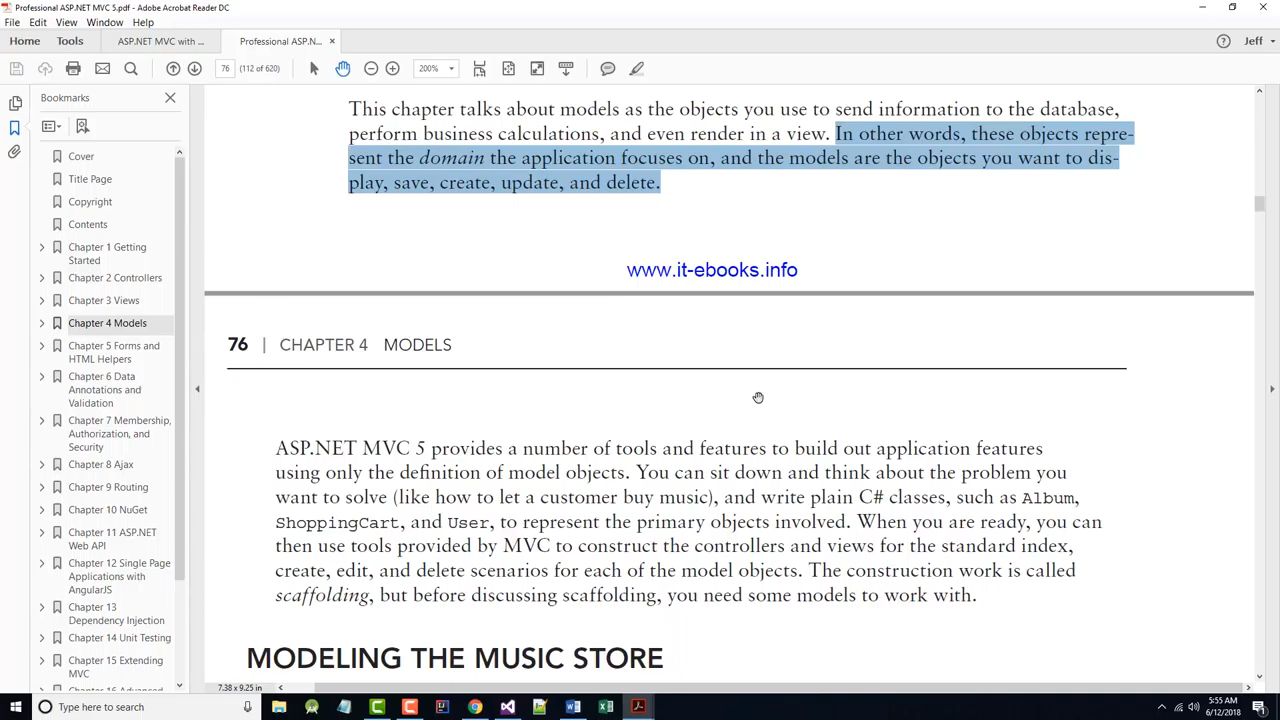 Professional ASP.NET MVC 5.pdf - Adobe Acrobat Reader DC
File Edit View Window Help
Home Tools ASP.NET MVC with ... Professional ASP.N... × Jeff
76 (112 of 620) 200%
Bookmarks
Cover
Title Page
Copyright
Contents
Chapter 1 Getting
Started
Chapter 2 Controllers
Chapter 3 Views
Chapter 4 Models
Chapter 5 Forms and
HTML Helpers
Chapter 6 Data
Annotations and
Validation
Chapter 7 Membership,
Authorization, and
Security
Chapter 8 Ajax
Chapter 9 Routing
Chapter 10 NuGet
Chapter 11 ASP.NET
Web API
Chapter 12 Single Page
Applications with
AngularJS
Chapter 13
Dependency Injection
Chapter 14 Unit Testing
Chapter 15 Extending
MVC
Chapter 16 Advanced
This chapter talks about models as the objects you use to send information to the database,
perform business calculations, and even render in a view. In other words, these objects repre-
sent the domain the application focuses on, and the models are the objects you want to dis-
play, save, create, update, and delete.
www.it-ebooks.info
76 | CHAPTER 4 MODELS
ASP.NET MVC 5 provides a number of tools and features to build out application features
using only the definition of model objects. You can sit down and think about the problem you
want to solve (like how to let a customer buy music), and write plain C# classes, such as Album,
ShoppingCart, and User, to represent the primary objects involved. When you are ready, you can
then use tools provided by MVC to construct the controllers and views for the standard index,
create, edit, and delete scenarios for each of the model objects. The construction work is called
scaffolding, but before discussing scaffolding, you need some models to work with.
MODELING THE MUSIC STORE
7.38 x 9.25 in
Type here to search
5:55 AM
6/12/2018